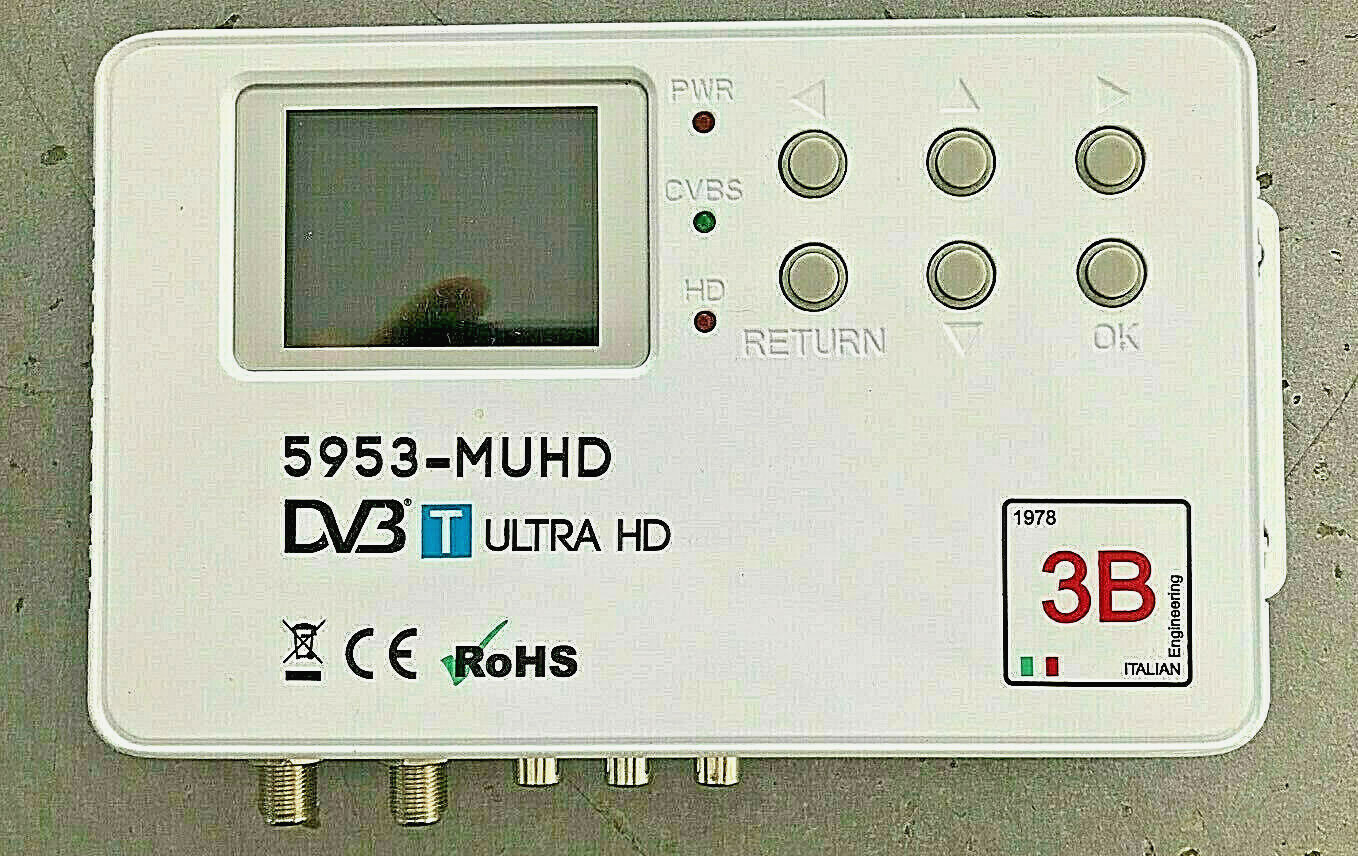 PWR
CVBS
HD
RETURN
OK
5953-MUHD
DVB® T ULTRA HD
CE RoHS
1978
3B
Engineering
ITALIAN